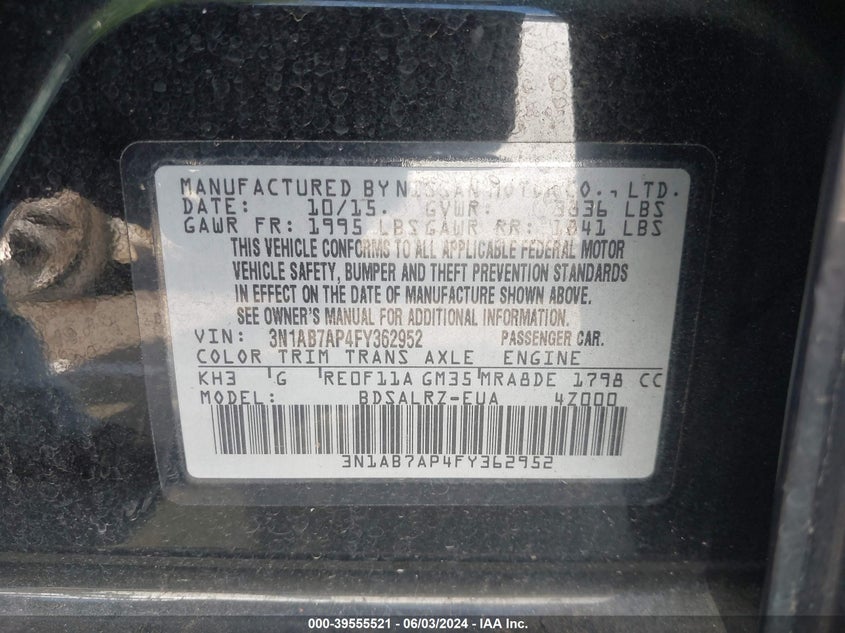 MANUFACTURED BY NISSAN MOTOR CO., LTD.
DATE: 10/15. GVWR: 3336 LBS
GAWR FR: 1995 LBS GAWR RR: 1041 LBS
THIS VEHICLE CONFORMS TO ALL APPLICABLE FEDERAL MOTOR
VEHICLE SAFETY, BUMPER AND THEFT PREVENTION STANDARDS
IN EFFECT ON THE DATE OF MANUFACTURE SHOWN ABOVE.
SEE OWNER'S MANUAL FOR ADDITIONAL INFORMATION.
VIN: 3N1AB7AP4FY362952 PASSENGER CAR.
COLOR TRIM TRANS AXLE ENGINE
KH3 G RE0F11A GM35 MRA8DE 1798 CC
MODEL: BDSALRZ-EUA 4Z000
3N1AB7AP4FY362952
000-39555521 - 06/03/2024 - IAA Inc.